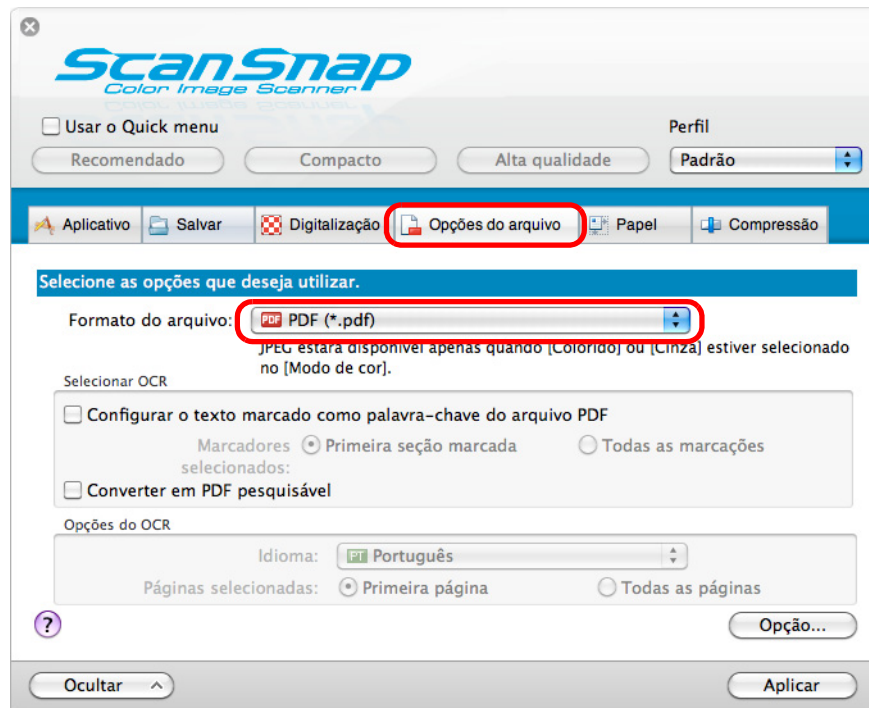 ScanSnap
Color Image Scanner
Usar o Quick menu
Perfil
Recomendado
Compacto
Alta qualidade
Padrão
Aplicativo
Salvar
Digitalização
Opções do arquivo
Papel
Compressão
Selecione as opções que deseja utilizar.
Formato do arquivo:
PDF PDF (*.pdf)
JPEG estará disponível apenas quando [Colorido] ou [Cinza] estiver selecionado
no [Modo de cor].
Selecionar OCR
Configurar o texto marcado como palavra-chave do arquivo PDF
Marcadores
selecionados:
Primeira seção marcada
Todas as marcações
Converter em PDF pesquisável
Opções do OCR
Idioma:
PT Português
Páginas selecionadas:
Primeira página
Todas as páginas
?
Opção...
Ocultar
Aplicar